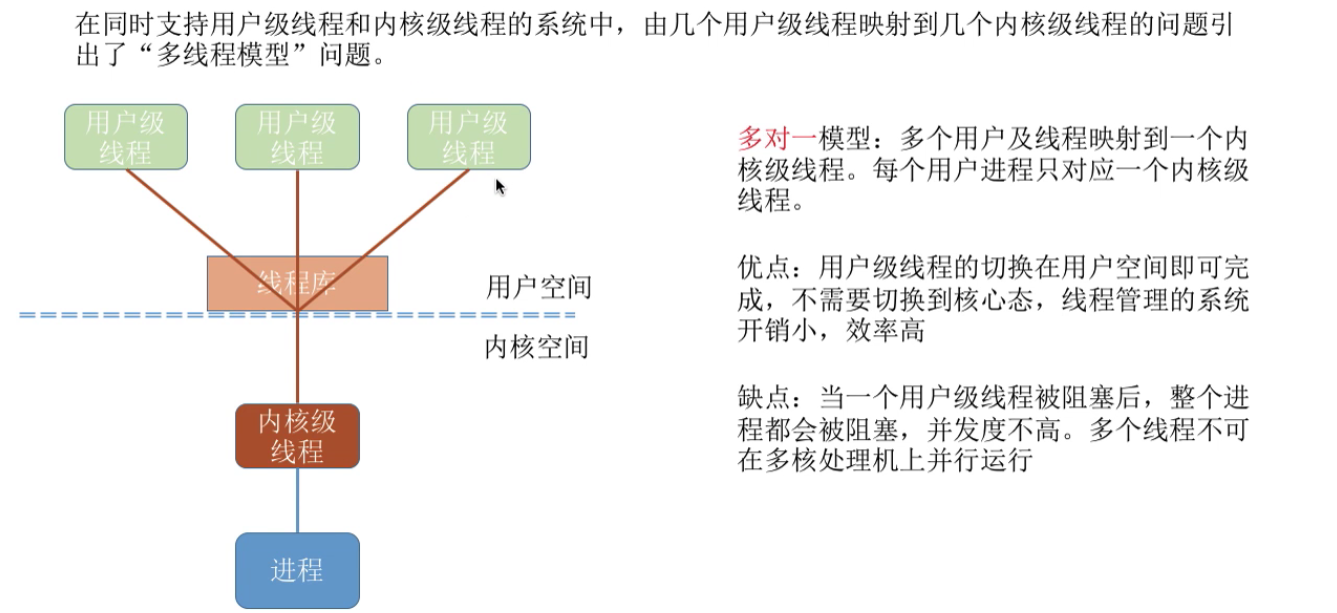 在同时支持用户级线程和内核级线程的系统中，由几个用户级线程映射到几个内核级线程的问题引
出了“多线程模型”问题。
用户级
线程
用户级
线程
用户级
线程
线程库
用户空间
内核空间
内核级
线程
进程
多对一模型：多个用户及线程映射到一个内
核级线程。每个用户进程只对应一个内核级
线程。
优点：用户级线程的切换在用户空间即可完
成，不需要切换到核心态，线程管理的系统
开销小，效率高
缺点：当一个用户级线程被阻塞后，整个进
程都会被阻塞，并发度不高。多个线程不可
在多核处理机上并行运行